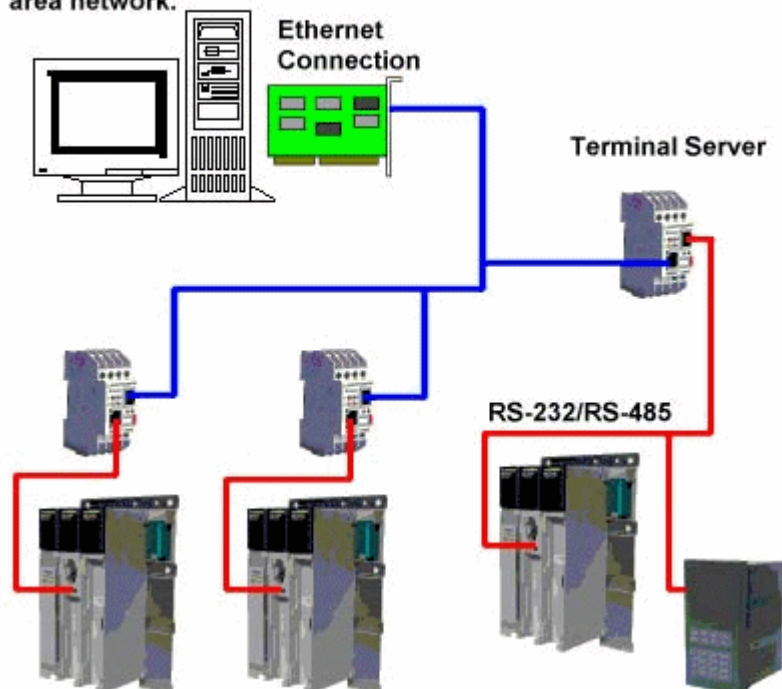 area network.
Ethernet
Connection
Terminal Server
RS-232/RS-485